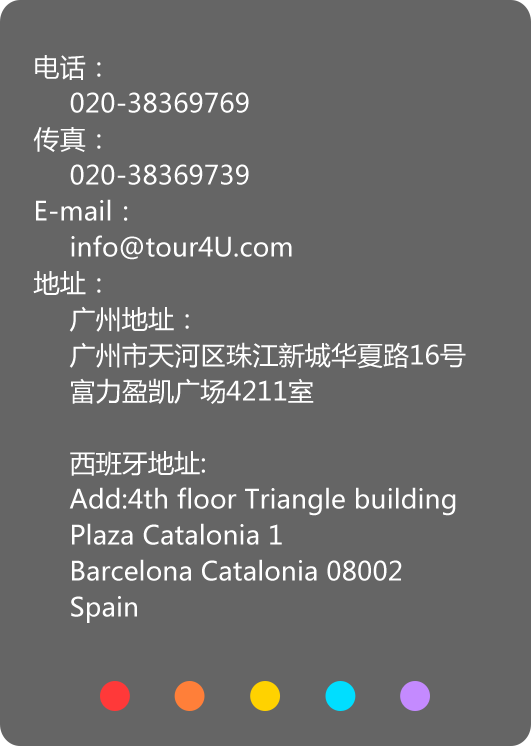 电话：
020-38369769
传真：
020-38369739
E-mail：
info@tour4U.com
地址：
广州地址：
广州市天河区珠江新城华夏路16号
富力盈凯广场4211室
西班牙地址:
Add:4th floor Triangle building
Plaza Catalonia 1
Barcelona Catalonia 08002
Spain